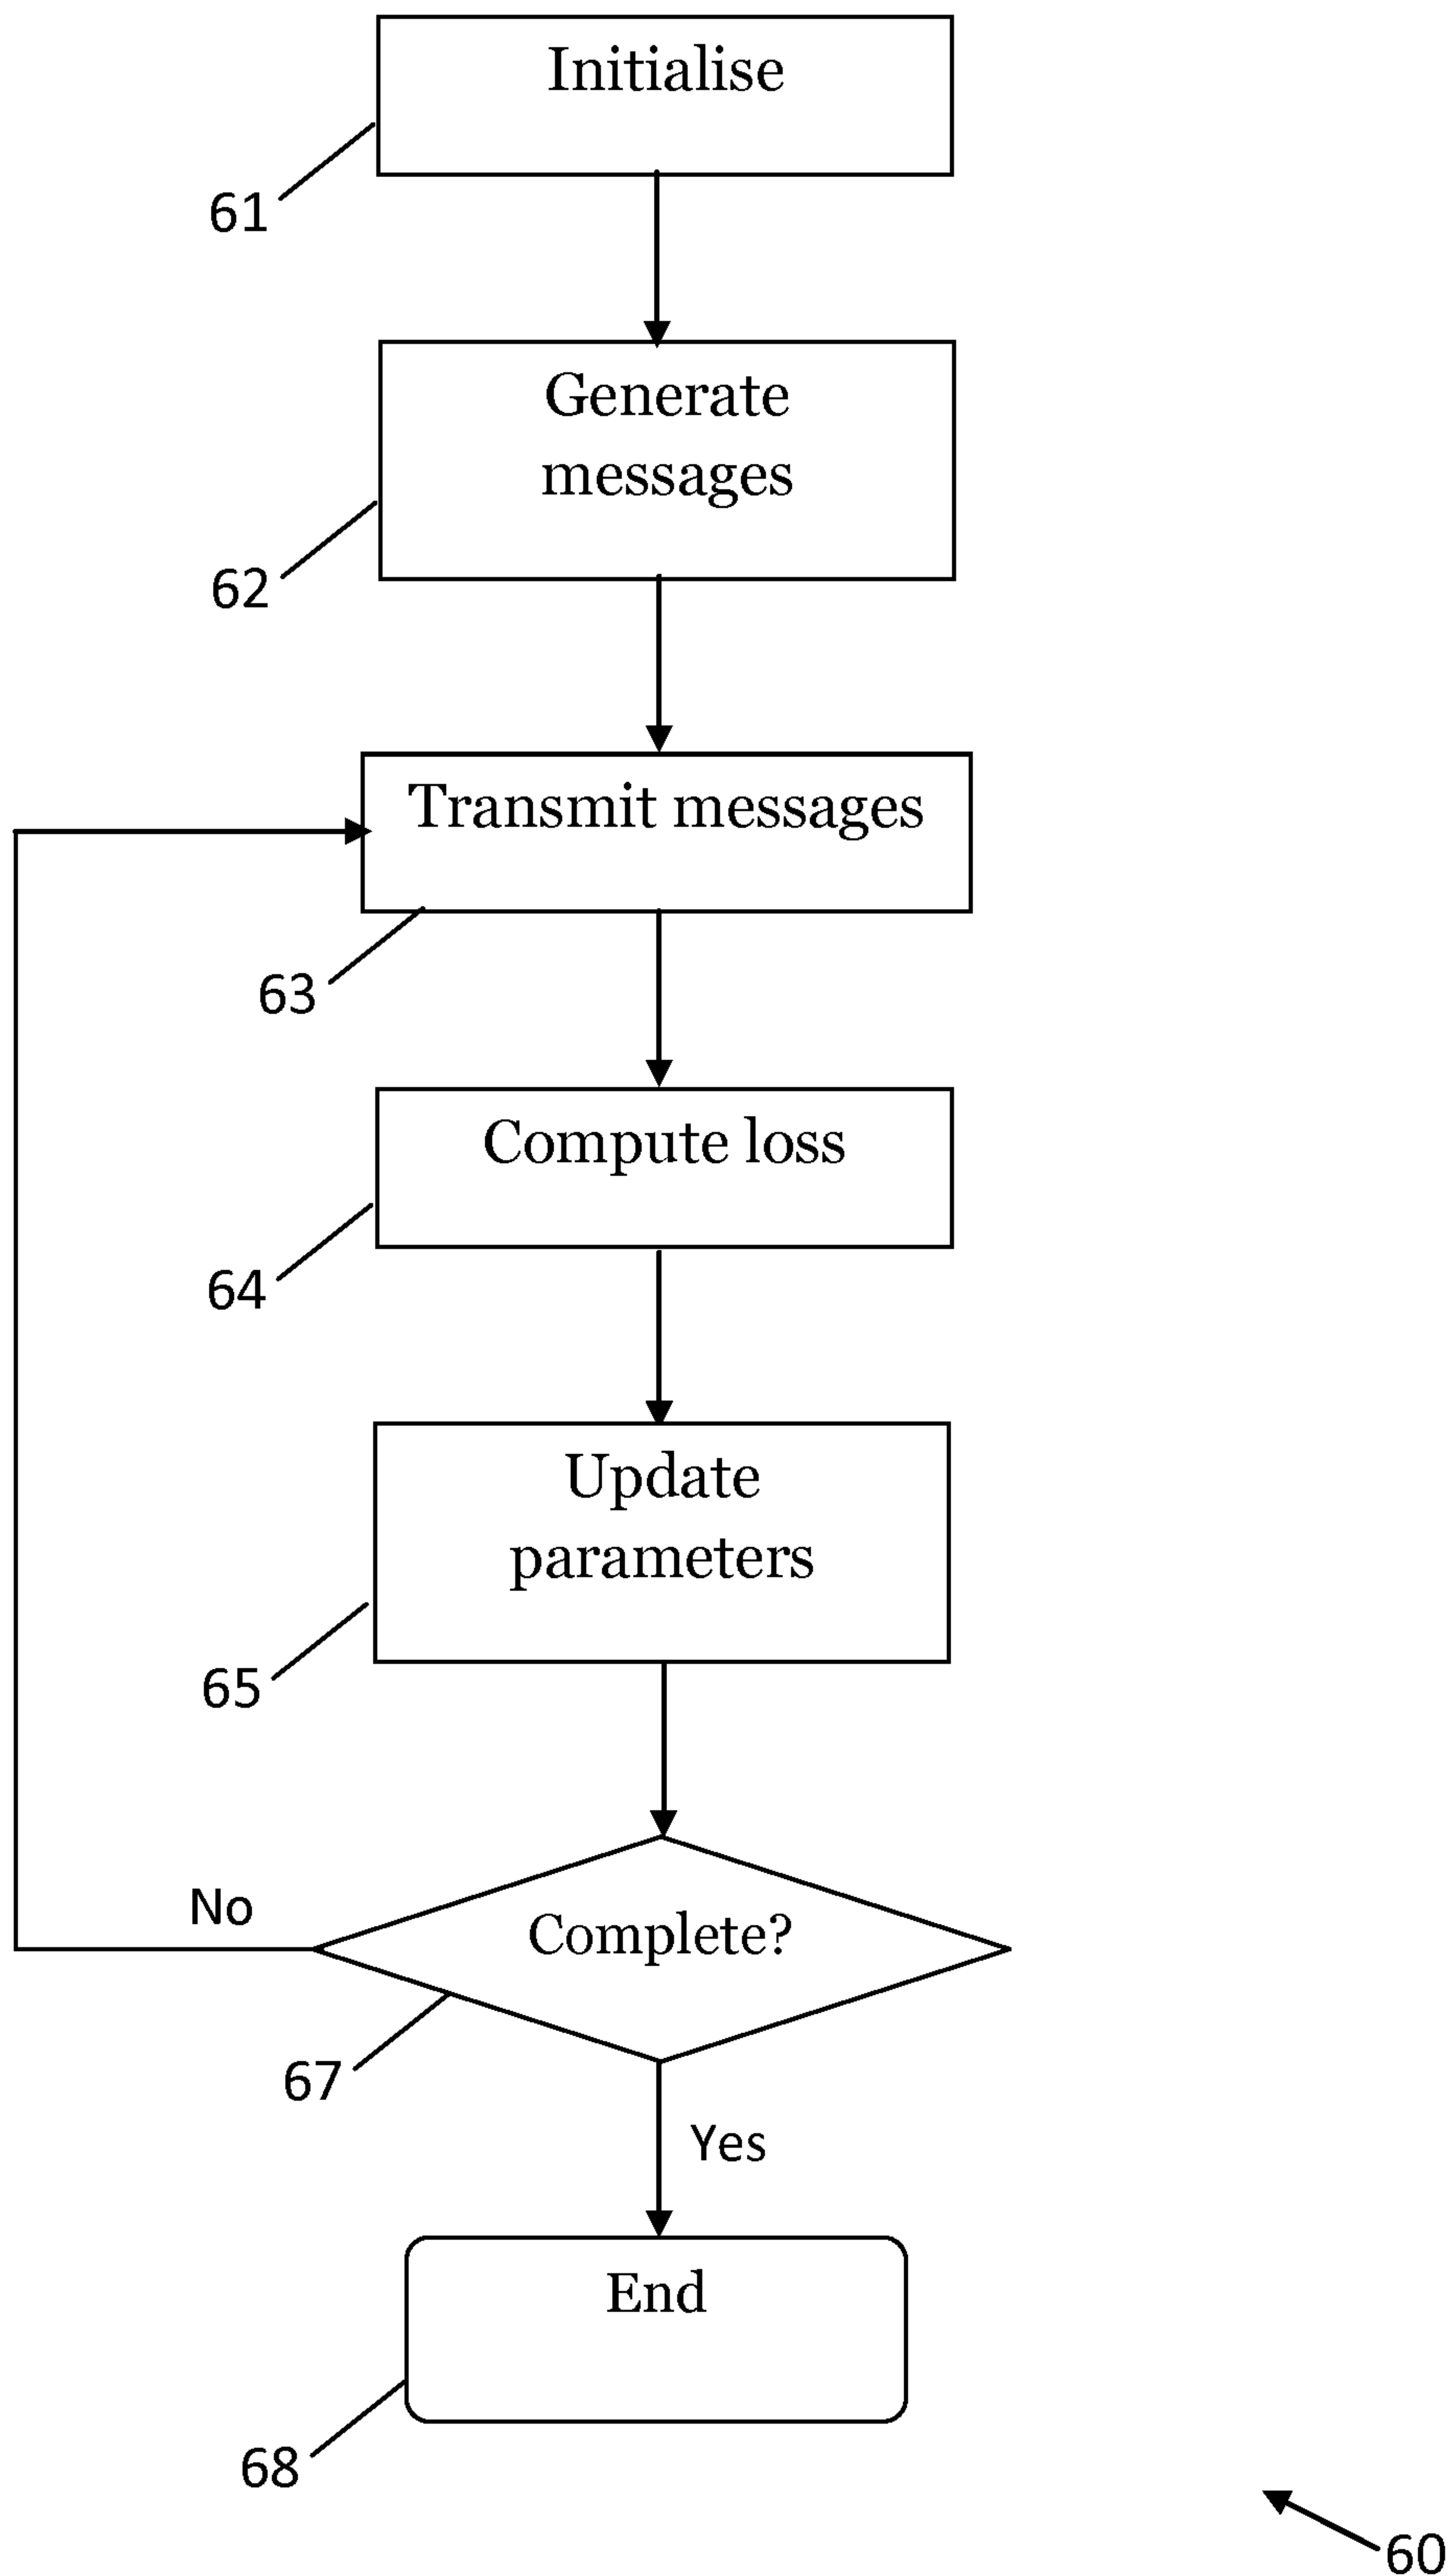 Initialise
61
Generate
messages
62
Transmit messages
63
Compute loss
64
Update
parameters
65
No
Complete?
67
Yes
End
68
60